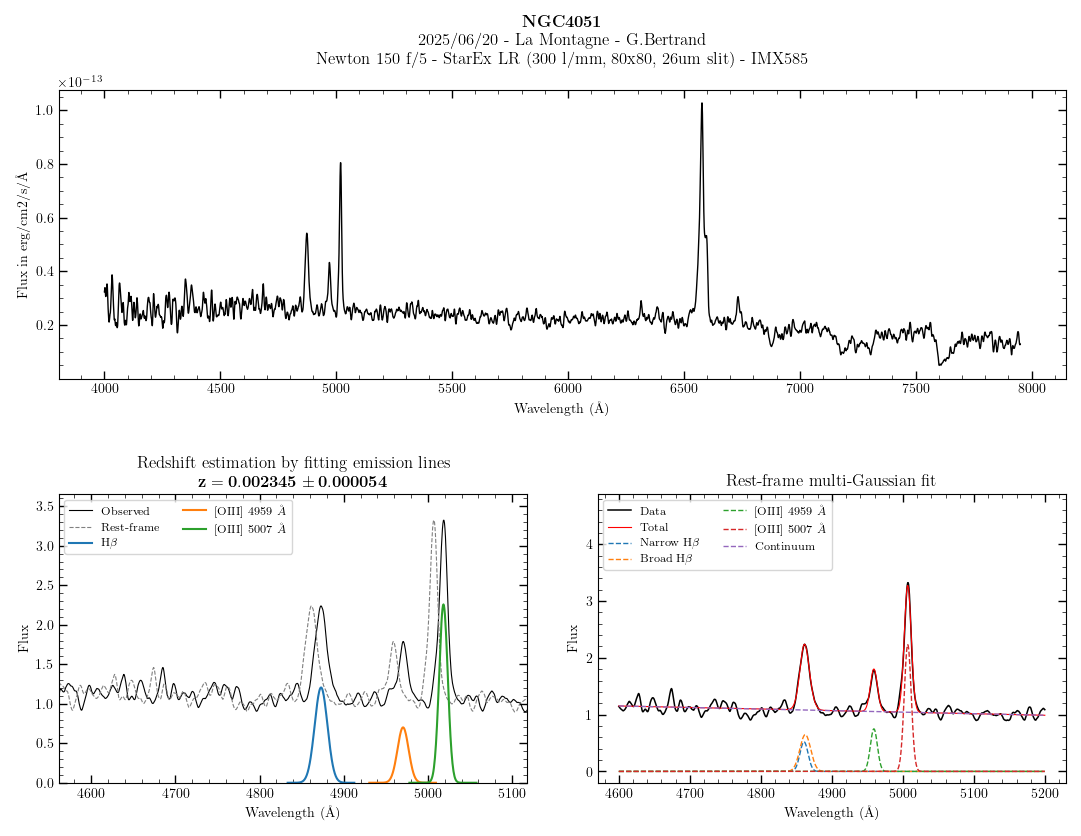 NGC4051
2025/06/20 - La Montagne - G.Bertrand
Newton 150 f/5 - StarEx LR (300 l/mm, 80x80, 26um slit) - IMX585
×10⁻¹³
1.0
0.8
0.6
0.4
0.2
Flux in erg/cm2/s/Å
4000 4500 5000 5500 6000 6500 7000 7500 8000
Wavelength (Å)
Redshift estimation by fitting emission lines
z = 0.002345 ± 0.000054
Observed
Rest-frame
Hβ
[OIII] 4959 Å
[OIII] 5007 Å
3.5
3.0
2.5
2.0
1.5
1.0
0.5
0.0
Flux
4600 4700 4800 4900 5000 5100
Wavelength (Å)
Rest-frame multi-Gaussian fit
Data
Total
Narrow Hβ
Broad Hβ
[OIII] 4959 Å
[OIII] 5007 Å
Continuum
4
3
2
1
0
Flux
4600 4700 4800 4900 5000 5100 5200
Wavelength (Å)